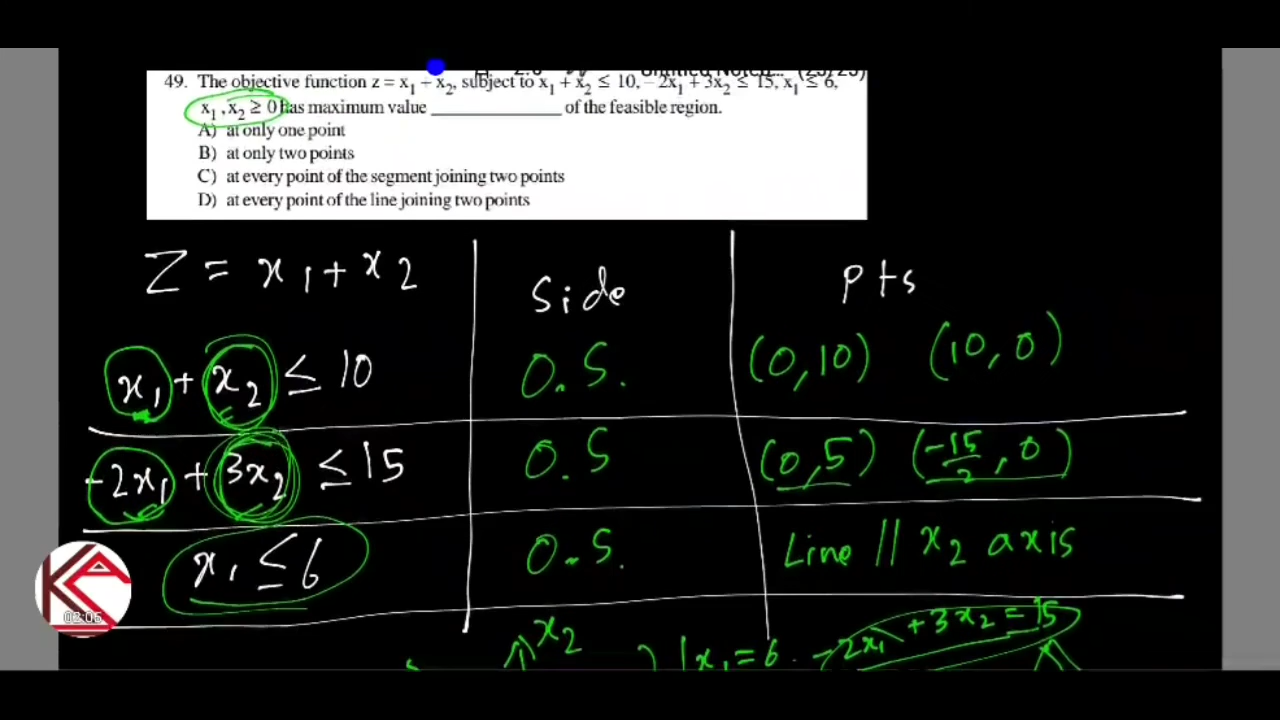 49. The objective function z = x₁ + x₂, subject to x₁ + x₂ ≤ 10, −2x₁ + 3x₂ ≤ 15, x₁ ≤ 6,
x₁ , x₂ ≥ 0 has maximum value ____________ of the feasible region.
A) at only one point
B) at only two points
C) at every point of the segment joining two points
D) at every point of the line joining two points
Z = x₁ + x₂ Side Pts
x₁ + x₂ ≤ 10 O.S. (0,10) (10,0)
-2x₁ + 3x₂ ≤ 15 O.S (0,5) (-15/2, 0)
x₁ ≤ 6 O.S. Line // x₂ axis
KA
02:05
x₂ x₁ = 6 -2x₁ + 3x₂ = 15